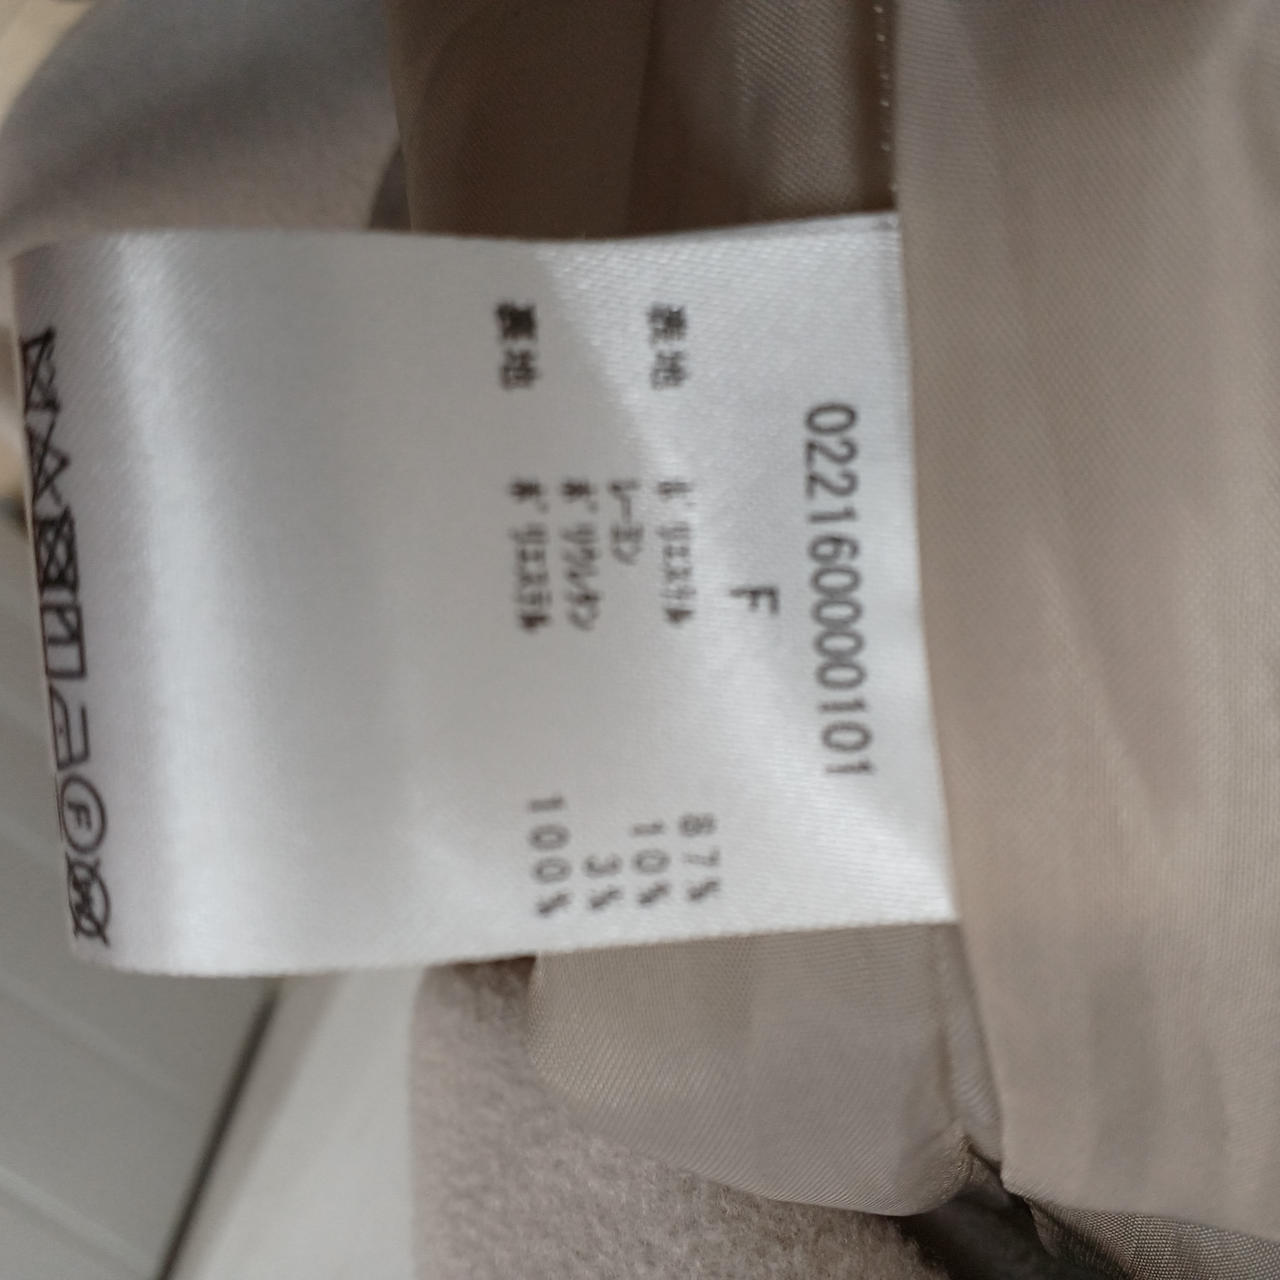 0221600000101
F
表地 ポリエステル 87%
レーヨン 10%
ポリウレタン 3%
裏地 ポリエステル 100%
F